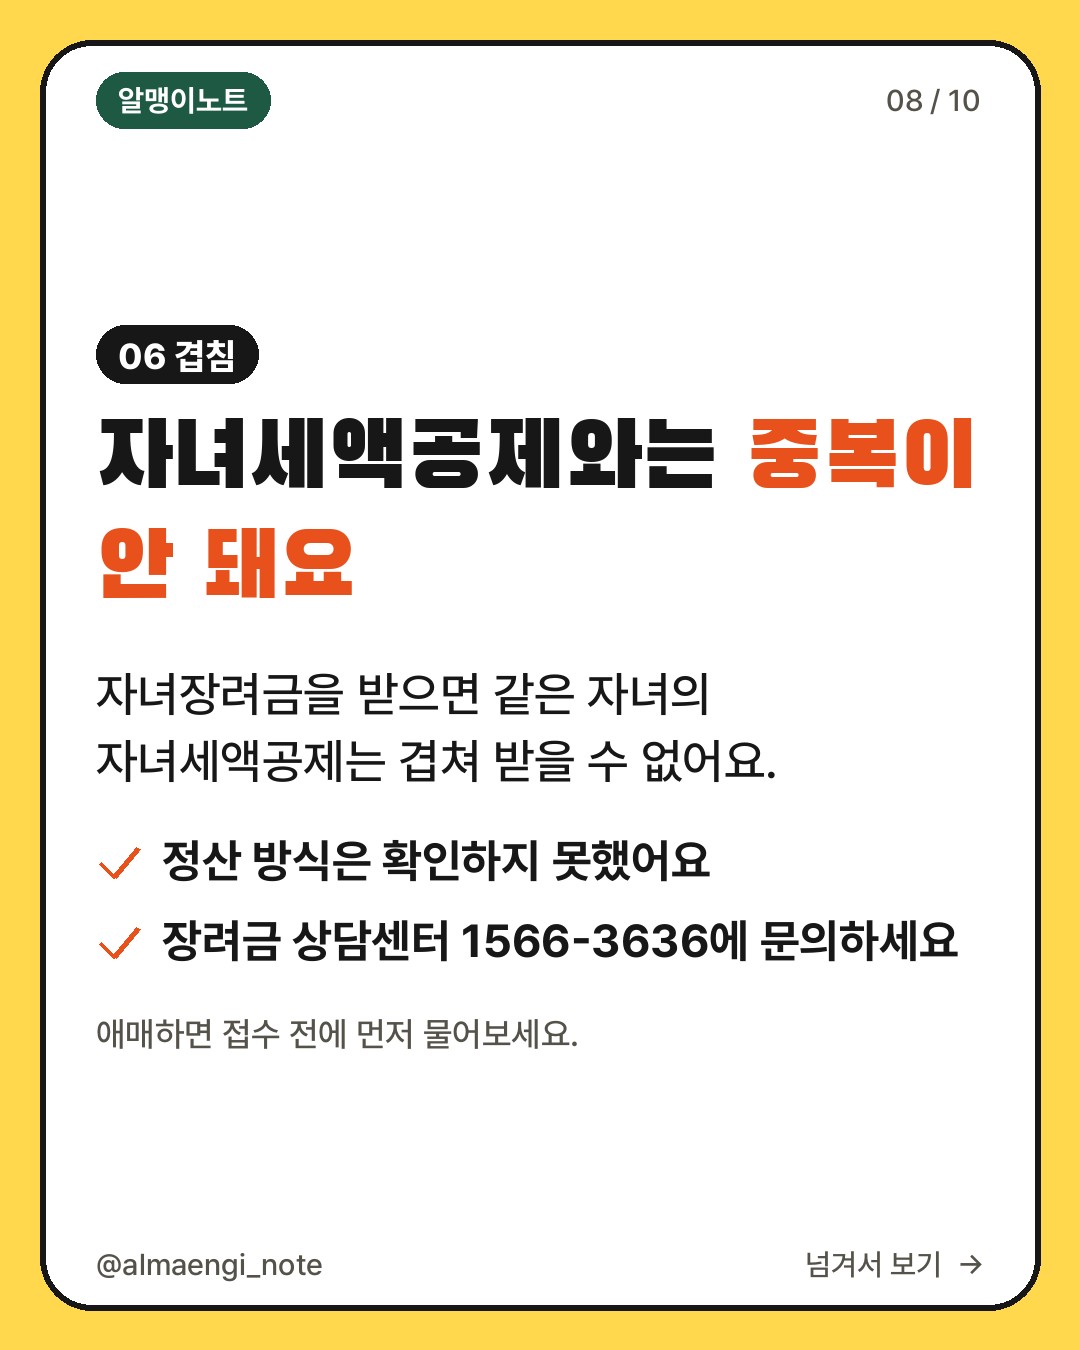 알맹이노트
08 / 10
06 겹침
자녀세액공제와는 중복이
안 돼요
자녀장려금을 받으면 같은 자녀의
자녀세액공제는 겹쳐 받을 수 없어요.
정산 방식은 확인하지 못했어요
장려금 상담센터 1566-3636에 문의하세요
애매하면 접수 전에 먼저 물어보세요.
@almaengi_note
넘겨서 보기 →